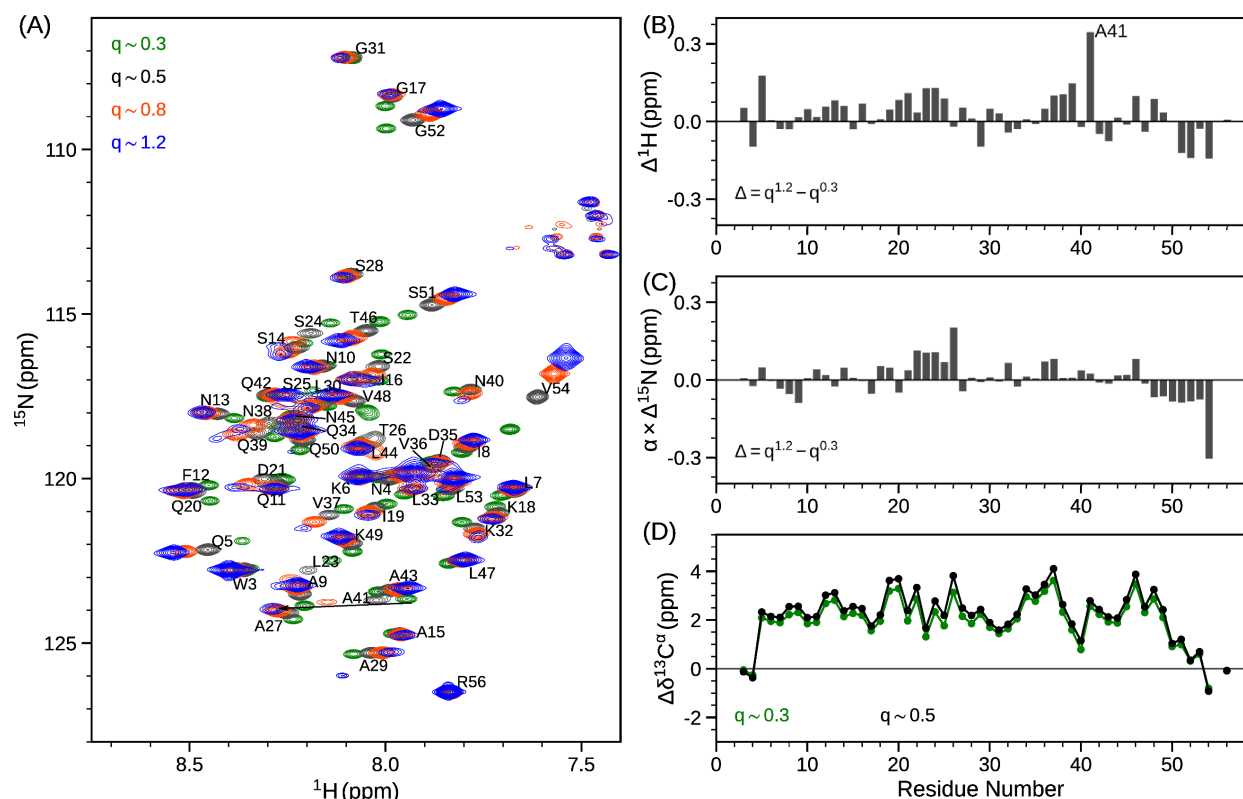 (A)
q ~ 0.3
q ~ 0.5
q ~ 0.8
q ~ 1.2
G31
G17
G52
S28
S51
S24
T46
S14
N10
S22
I16
Q42
S25
L30
N40
V54
V48
N13
N38
N45
Q34
T26
D35
V36
Q39
Q50
L44
I8
F12
D21
K6
N4
L33
L53
L7
Q20
Q11
V37
I19
K18
K32
O5
K49
L23
L47
W3
A9
A43
A41
A27
A15
A29
R56
110
115
120
125
15N (ppm)
8.5
8.0
7.5
1H (ppm)
(B)
A41
0.3
0.0
-0.3
Δ1H (ppm)
Δ = q1.2 − q0.3
0
10
20
30
40
50
(C)
0.3
0.0
-0.3
α × Δ15N (ppm)
Δ = q1.2 − q0.3
0
10
20
30
40
50
(D)
4
2
0
-2
Δδ13Cα (ppm)
q ~ 0.3
q ~ 0.5
0
10
20
30
40
50
Residue Number